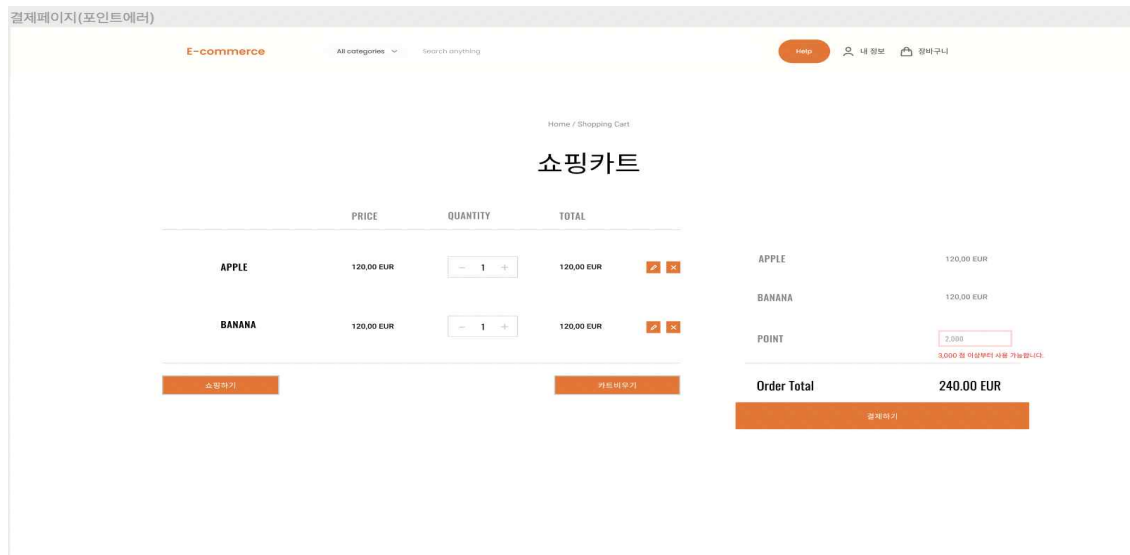 결제페이지(포인트에러)
E-commerce All categories Search anything Help 내 정보 장바구니
Home / Shopping Cart
쇼핑카트
PRICE QUANTITY TOTAL
APPLE 120,00 EUR − 1 + 120,00 EUR
BANANA 120,00 EUR − 1 + 120,00 EUR
쇼핑하기 카트비우기
APPLE 120,00 EUR
BANANA 120,00 EUR
POINT 2,000
3,000 점 이상부터 사용 가능합니다.
Order Total 240.00 EUR
결제하기